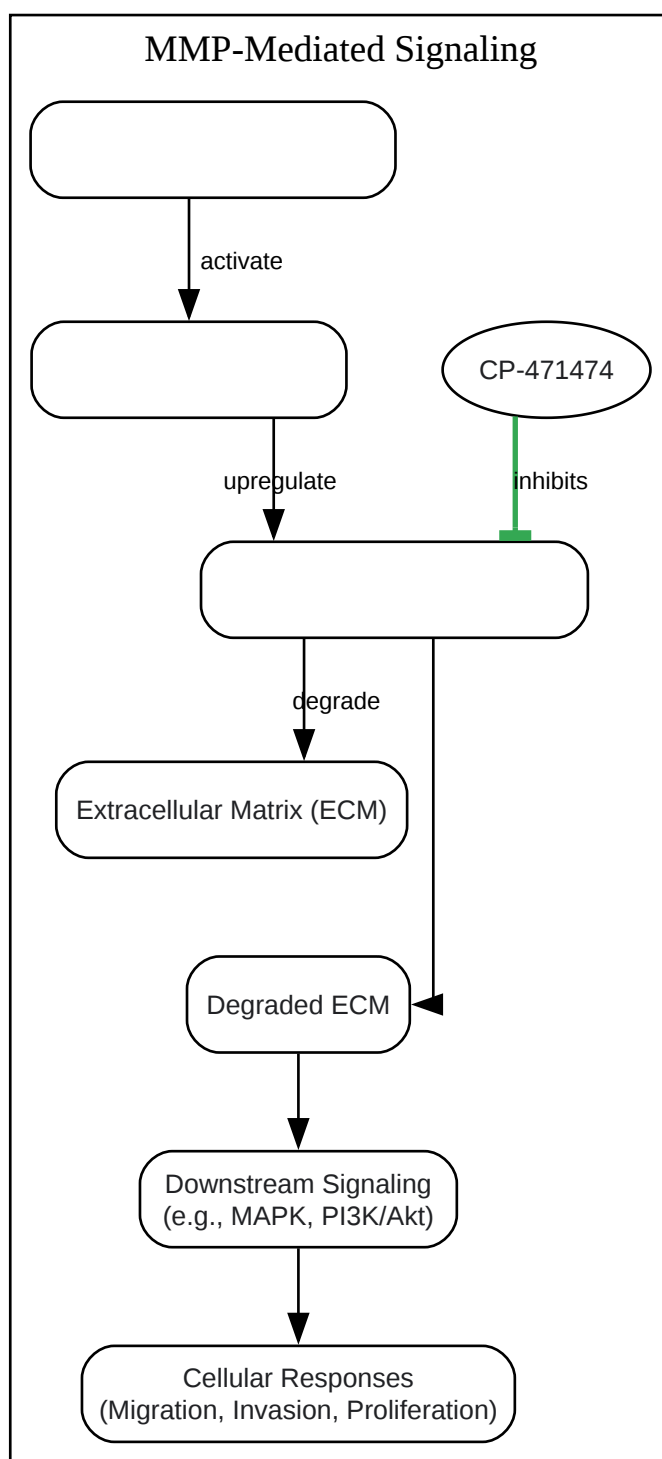 MMP-Mediated Signaling
activate
CP-471474
upregulate
inhibits
degrade
Extracellular Matrix (ECM)
Degraded ECM
Downstream Signaling
(e.g., MAPK, PI3K/Akt)
Cellular Responses
(Migration, Invasion, Proliferation)